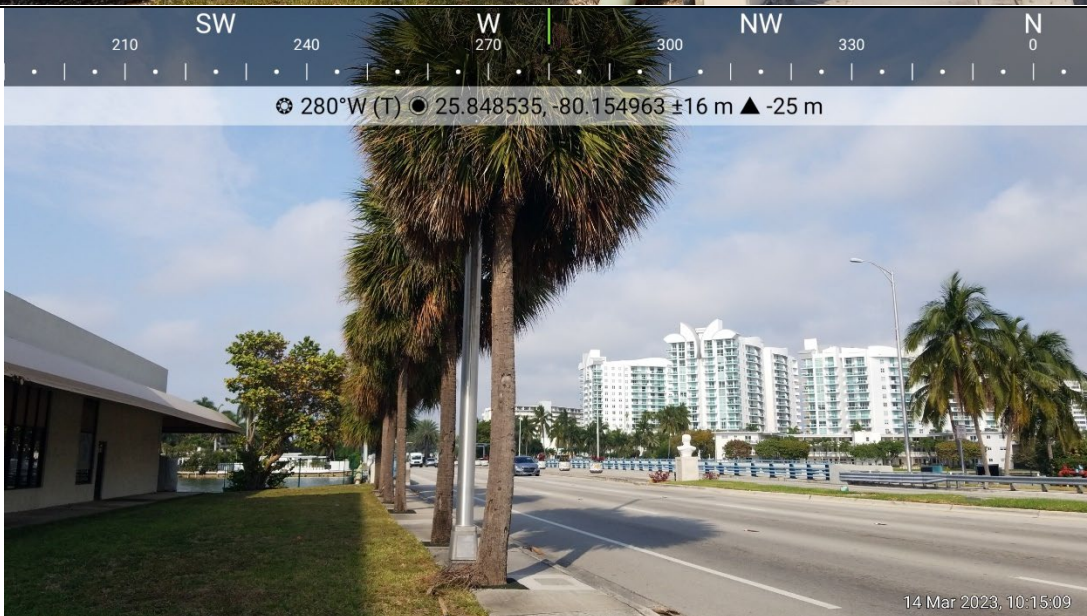 SW W NW N
210 240 270 300 330 0
280°W (T) 25.848535, -80.154963 ±16 m ▲ -25 m
14 Mar 2023, 10:15:09